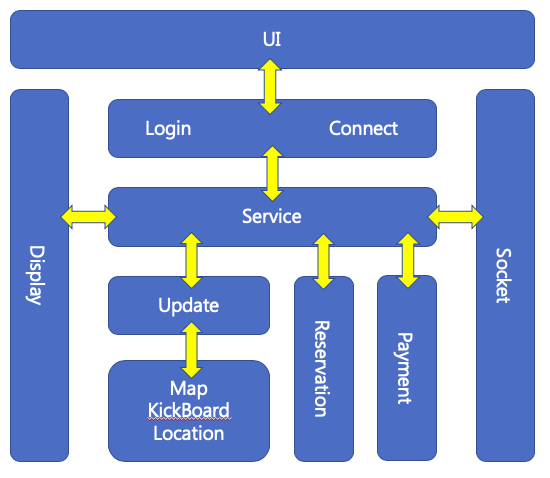 UI
Login
Connect
Service
Display
Socket
Update
Reservation
Payment
Map
KickBoard
Location